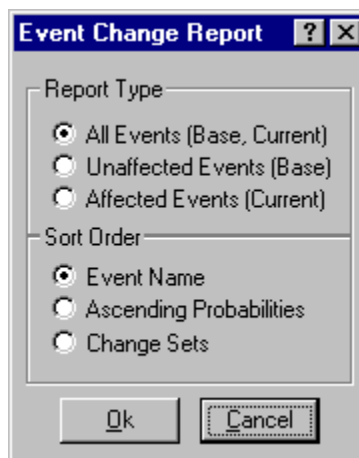 Event Change Report
Report Type
All Events (Base, Current)
Unaffected Events (Base)
Affected Events (Current)
Sort Order
Event Name
Ascending Probabilities
Change Sets
Ok
Cancel